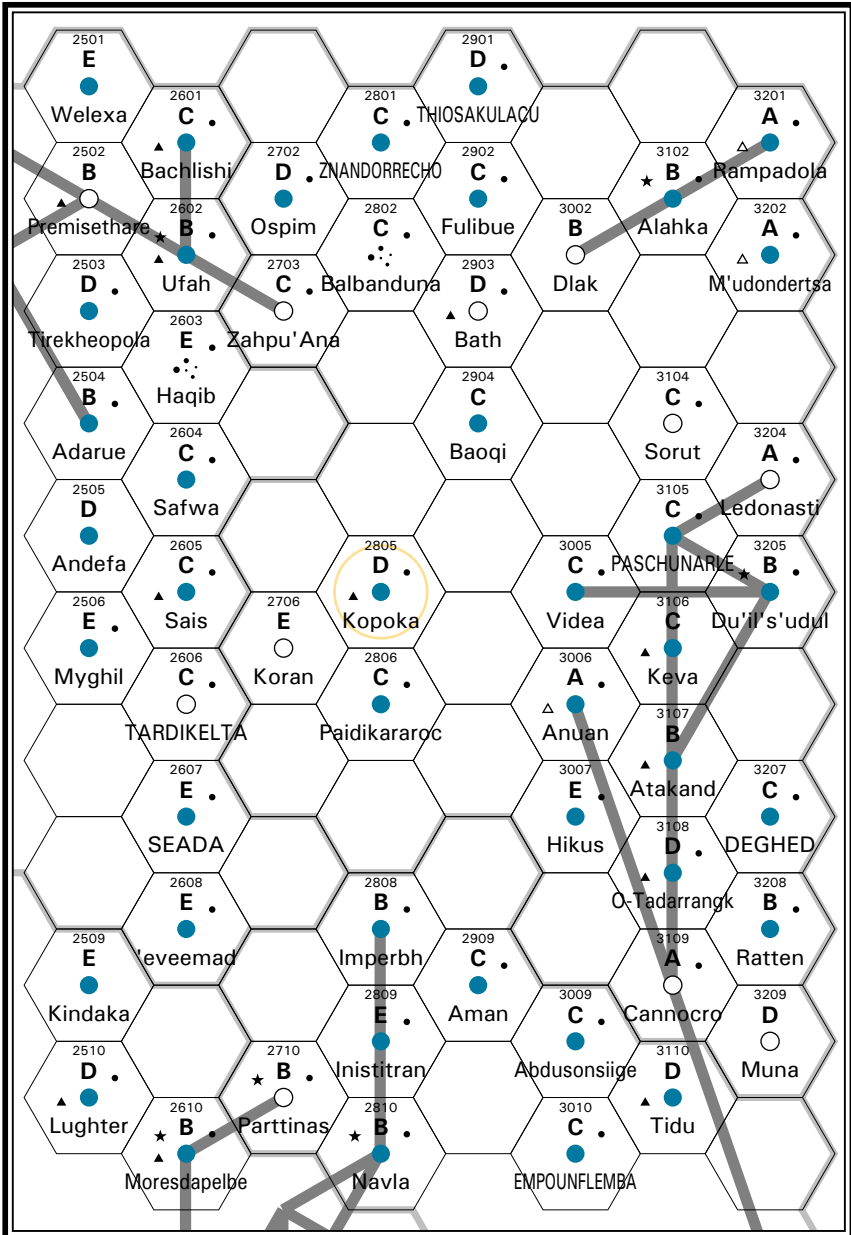 2501
E
Welexa
2901
D
THIOSAKULACU
2601
C
Bachlishi
2801
C
ZNANDORRECHO
3201
A
Rampadola
2502
B
Premisethare
2702
D
Ospim
2902
C
Fulibue
3102
B
Alahka
2602
B
Ufah
2802
C
Balbanduna
3002
B
Dlak
3202
A
M'udondertsa
2503
D
Tirekheopola
2703
C
Zahpu'Ana
2903
D
Bath
2603
E
Haqib
2504
B
Adarue
2904
C
Baoqi
3104
C
Sorut
2604
C
Safwa
3204
A
Ledonasti
2505
D
Andefa
3105
C
PASCHUNARLE
2605
C
Sais
2805
D
Kopoka
3005
C
Videa
3205
B
Du'il's'udul
2506
E
Myghil
2706
E
Koran
3106
C
Keva
2606
C
TARDIKELTA
2806
C
Paidikararoc
3006
A
Anuan
3107
B
Atakand
2607
E
SEADA
3007
E
Hikus
3207
C
DEGHED
3108
D
O-Tadarrangk
2608
E
'eveemad
2808
B
Imperbh
3208
B
Ratten
2509
E
Kindaka
2909
C
Aman
3109
A
Cannocro
2809
E
Inistitran
3009
C
Abdusonsiige
3209
D
Muna
2510
D
Lughter
2710
B
Parttinas
3110
D
Tidu
2610
B
Moresdapelbe
2810
B
Navla
3010
C
EMPOUNFLEMBA